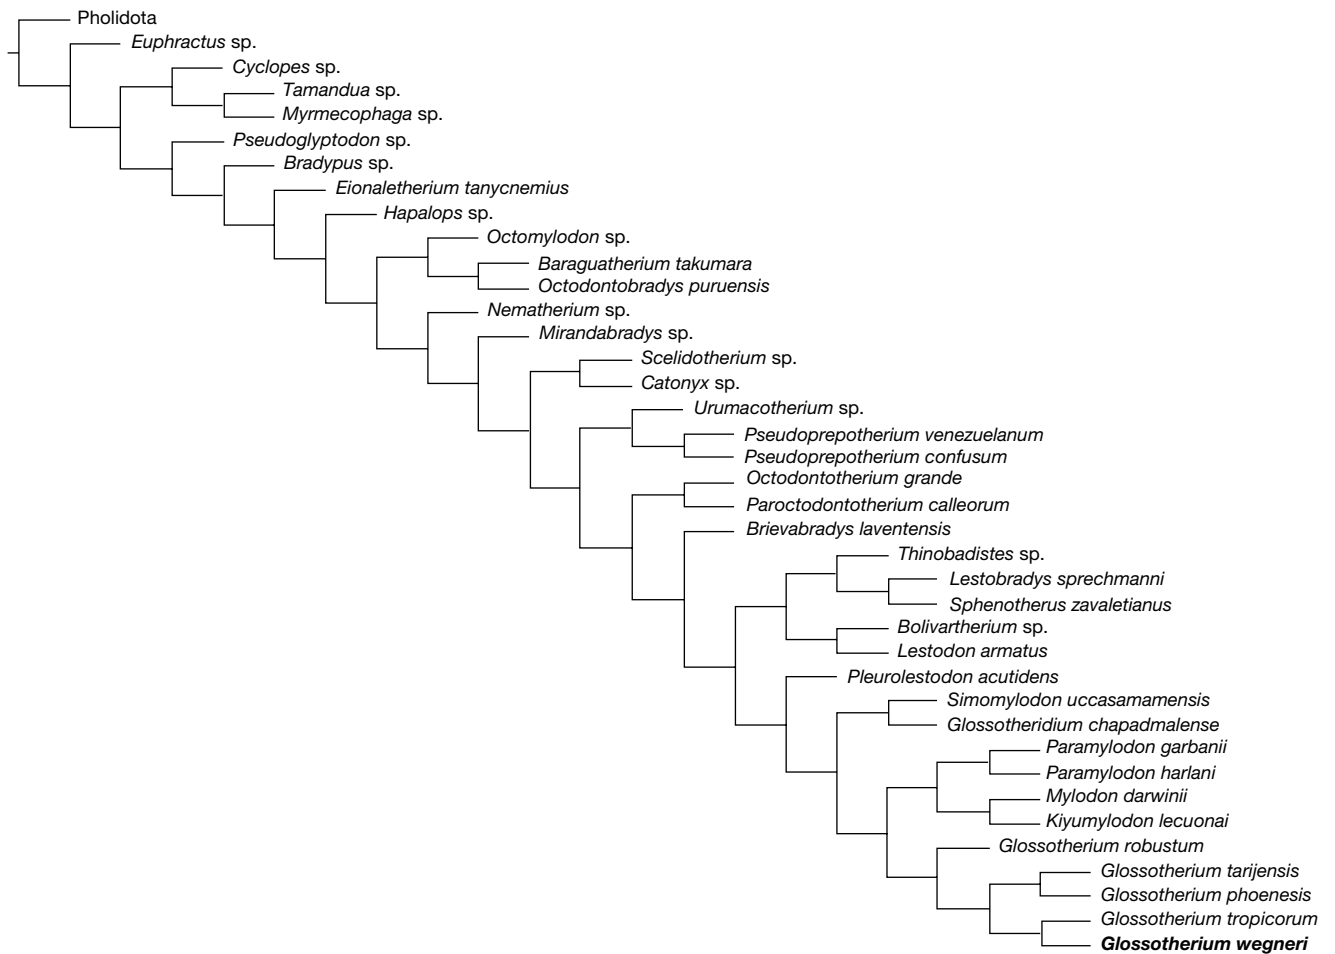 Pholidota
Euphractus sp.
Cyclopes sp.
Tamandua sp.
Myrmecophaga sp.
Pseudoglyptodon sp.
Bradypus sp.
Eionaletherium tanycnemius
Hapalops sp.
Octomylodon sp.
Baraguatherium takumara
Octodontobradys puruensis
Nematherium sp.
Mirandabradys sp.
Scelidotherium sp.
Catonyx sp.
Urumacotherium sp.
Pseudoprepotherium venezuelanum
Pseudoprepotherium confusum
Octodontotherium grande
Paroctodontotherium calleorum
Brievabradys laventensis
Thinobadistes sp.
Lestobradys sprechmanni
Sphenotherus zavaletianus
Bolivartherium sp.
Lestodon armatus
Pleurolestodon acutidens
Simomylodon uccasamamensis
Glossotheridium chapadmalense
Paramylodon garbanii
Paramylodon harlani
Mylodon darwinii
Kiyumylodon lecuonai
Glossotherium robustum
Glossotherium tarijensis
Glossotherium phoenesis
Glossotherium tropicorum
Glossotherium wegneri